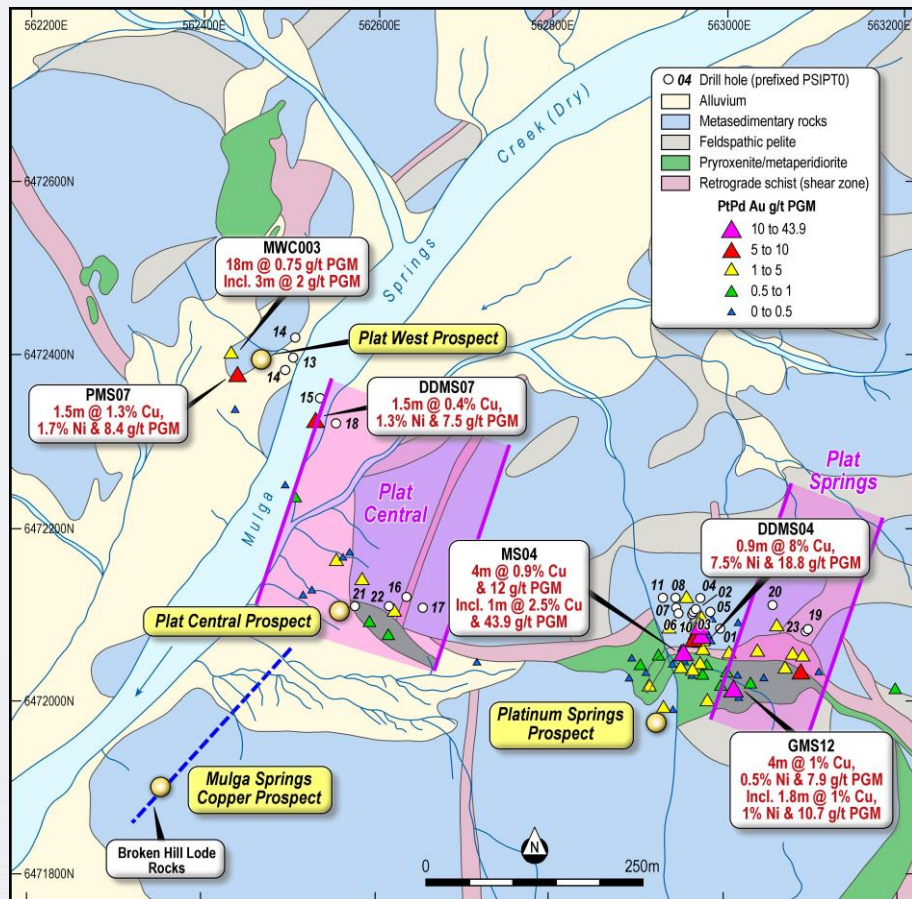 562200E
562400E
562600E
562800E
563000E
563200E
04 Drill hole (prefixed PSIPT0)
Alluvium
Metasedimentary rocks
Feldspathic pelite
Pryroxenite/metaperidiorite
Retrograde schist (shear zone)
PtPd Au g/t PGM
10 to 43.9
5 to 10
1 to 5
0.5 to 1
0 to 0.5
Creek (Dry)
Springs
Mulga
6472600N
6472400N
6472200N
6472000N
6471800N
MWC003
18m @ 0.75 g/t PGM
Incl. 3m @ 2 g/t PGM
14
13
14
Plat West Prospect
PMS07
1.5m @ 1.3% Cu,
1.7% Ni & 8.4 g/t PGM
15
18
DDMS07
1.5m @ 0.4% Cu,
1.3% Ni & 7.5 g/t PGM
Plat
Central
Plat
Springs
DDMS04
0.9m @ 8% Cu,
7.5% Ni & 18.8 g/t PGM
MS04
4m @ 0.9% Cu
& 12 g/t PGM
Incl. 1m @ 2.5% Cu
& 43.9 g/t PGM
21
22
16
17
11
08
04
02
07
05
06
10
03
01
20
23
19
Plat Central Prospect
Platinum Springs
Prospect
GMS12
4m @ 1% Cu,
0.5% Ni & 7.9 g/t PGM
Incl. 1.8m @ 1% Cu,
1% Ni & 10.7 g/t PGM
Mulga Springs
Copper Prospect
Broken Hill Lode
Rocks
N
0
250m